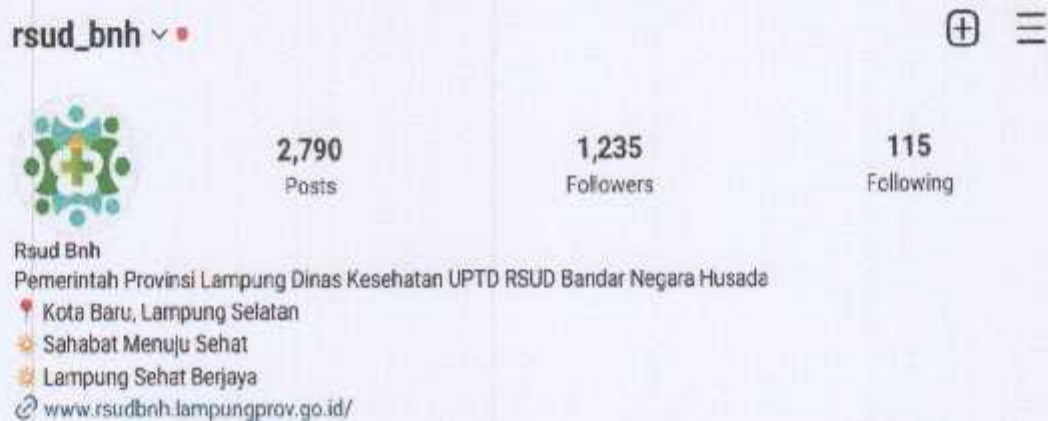 rsud_bnh
2,790
Posts
1,235
Followers
115
Following
Rsud Bnh
Pemerintah Provinsi Lampung Dinas Kesehatan UPTD RSUD Bandar Negara Husada
Kota Baru, Lampung Selatan
Sahabat Menuju Sehat
Lampung Sehat Berjaya
www.rsudbnh.lampungprov.go.id/